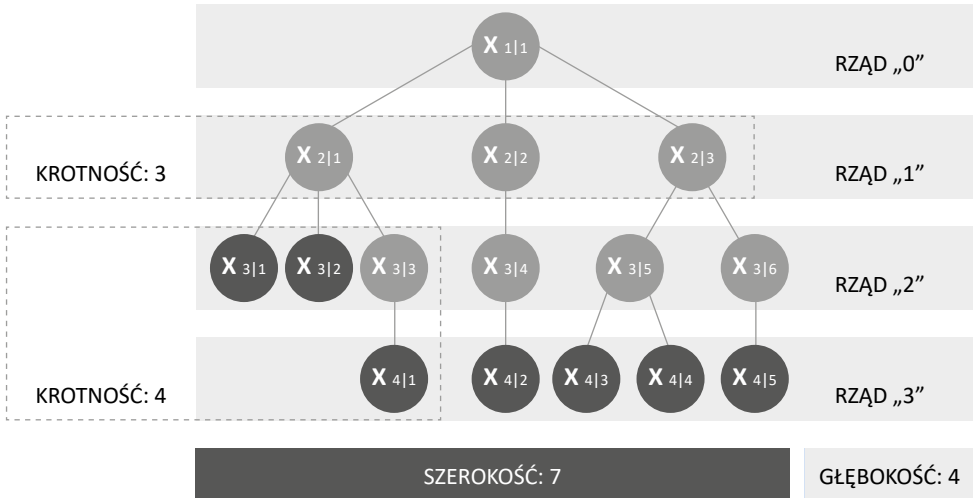 X 1|1
RZĄD „0”
KROTNOŚĆ: 3
X 2|1
X 2|2
X 2|3
RZĄD „1”
X 3|1
X 3|2
X 3|3
X 3|4
X 3|5
X 3|6
RZĄD „2”
KROTNOŚĆ: 4
X 4|1
X 4|2
X 4|3
X 4|4
X 4|5
RZĄD „3”
SZEROKOŚĆ: 7
GŁĘBOKOŚĆ: 4